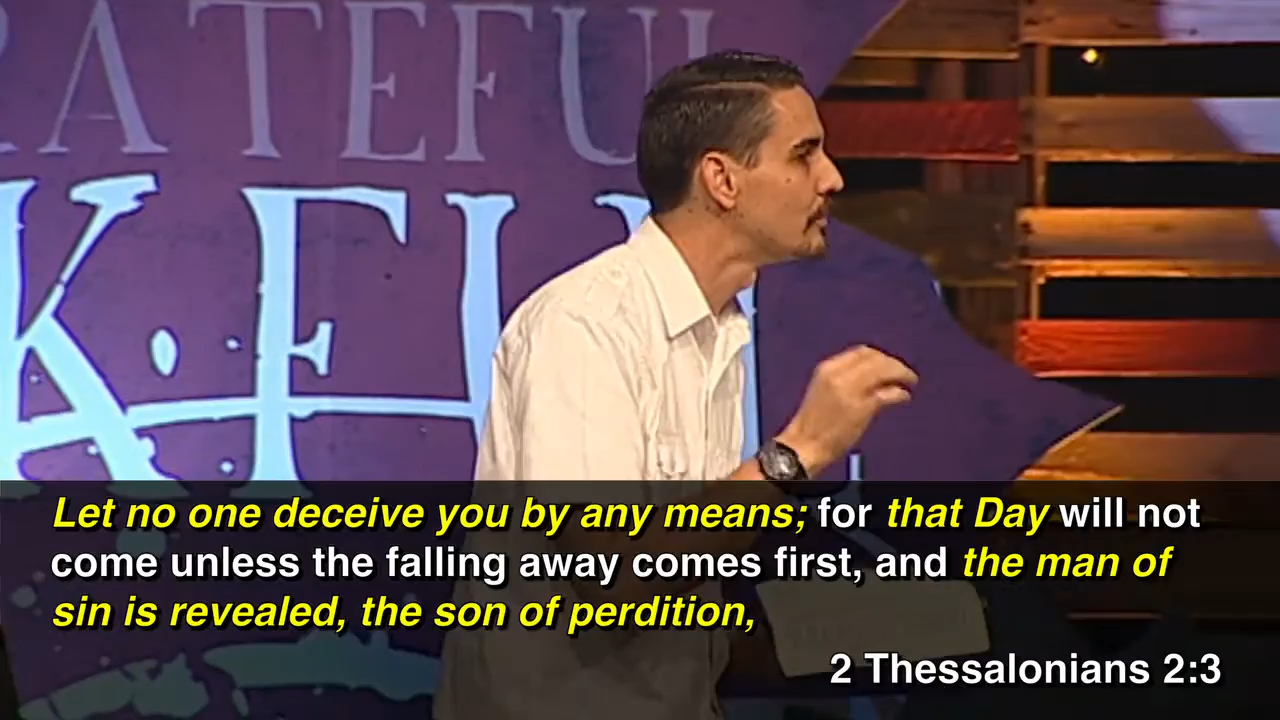 RATEFUL
K·FU
Let no one deceive you by any means; for that Day will not
come unless the falling away comes first, and the man of
sin is revealed, the son of perdition,
2 Thessalonians 2:3